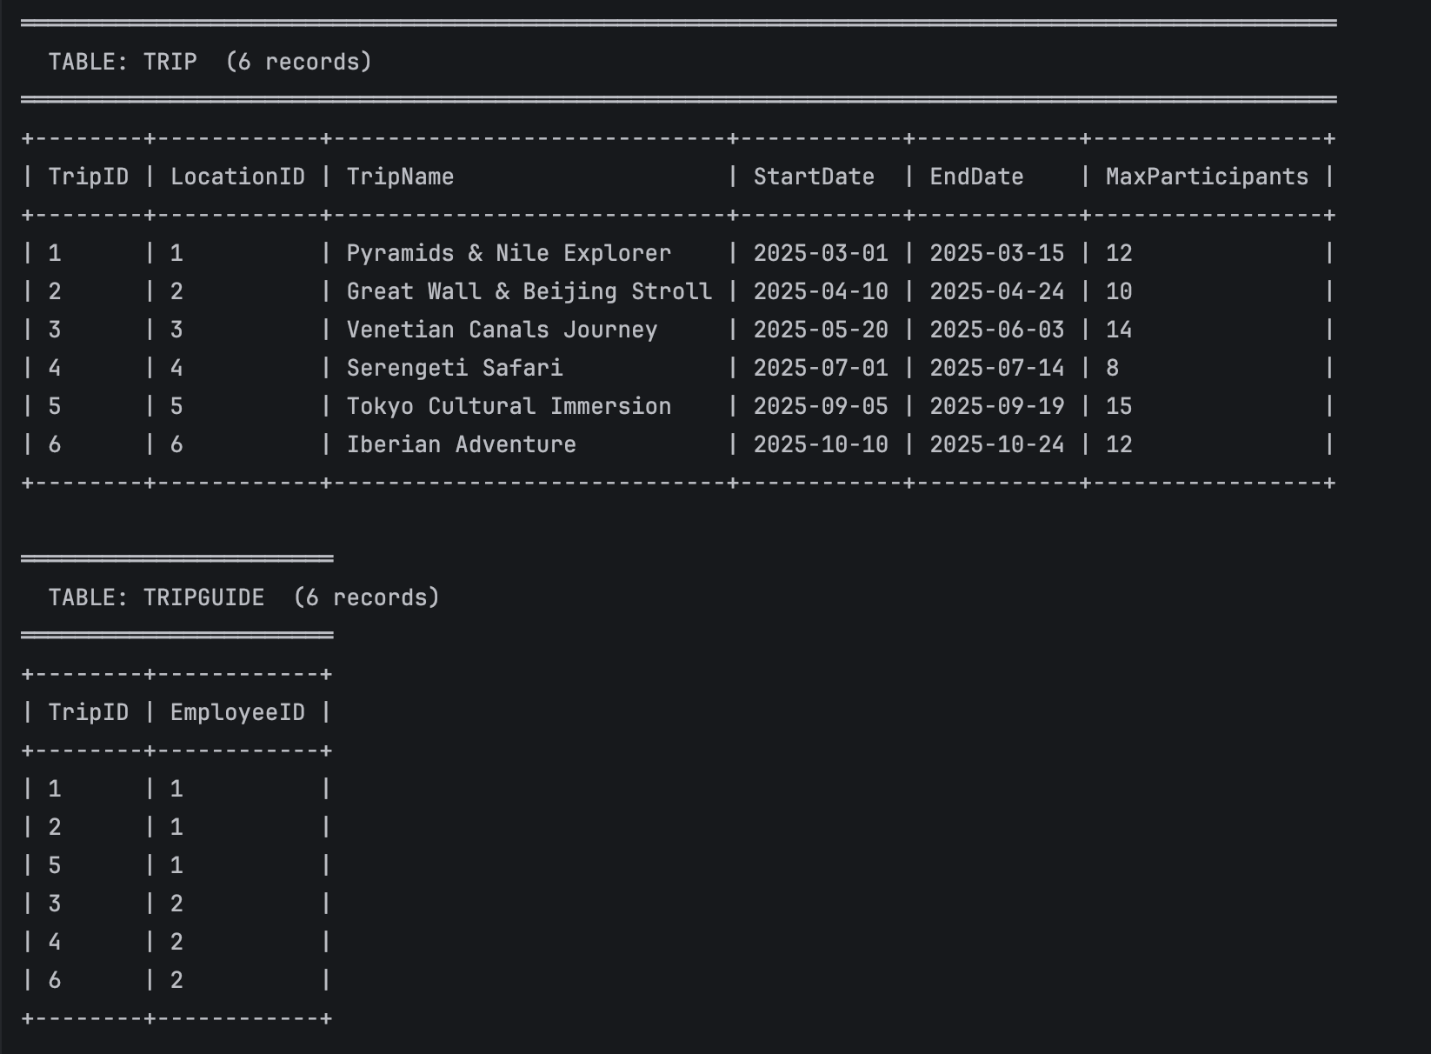 TABLE: TRIP  (6 records)
+--------+------------+-----------------------------+------------+------------+-----------------+
| TripID | LocationID | TripName                    | StartDate  | EndDate    | MaxParticipants |
+--------+------------+-----------------------------+------------+------------+-----------------+
| 1      | 1          | Pyramids & Nile Explorer    | 2025-03-01 | 2025-03-15 | 12              |
| 2      | 2          | Great Wall & Beijing Stroll | 2025-04-10 | 2025-04-24 | 10              |
| 3      | 3          | Venetian Canals Journey     | 2025-05-20 | 2025-06-03 | 14              |
| 4      | 4          | Serengeti Safari            | 2025-07-01 | 2025-07-14 | 8               |
| 5      | 5          | Tokyo Cultural Immersion    | 2025-09-05 | 2025-09-19 | 15              |
| 6      | 6          | Iberian Adventure           | 2025-10-10 | 2025-10-24 | 12              |
+--------+------------+-----------------------------+------------+------------+-----------------+
TABLE: TRIPGUIDE  (6 records)
+--------+------------+
| TripID | EmployeeID |
+--------+------------+
| 1      | 1          |
| 2      | 1          |
| 5      | 1          |
| 3      | 2          |
| 4      | 2          |
| 6      | 2          |
+--------+------------+